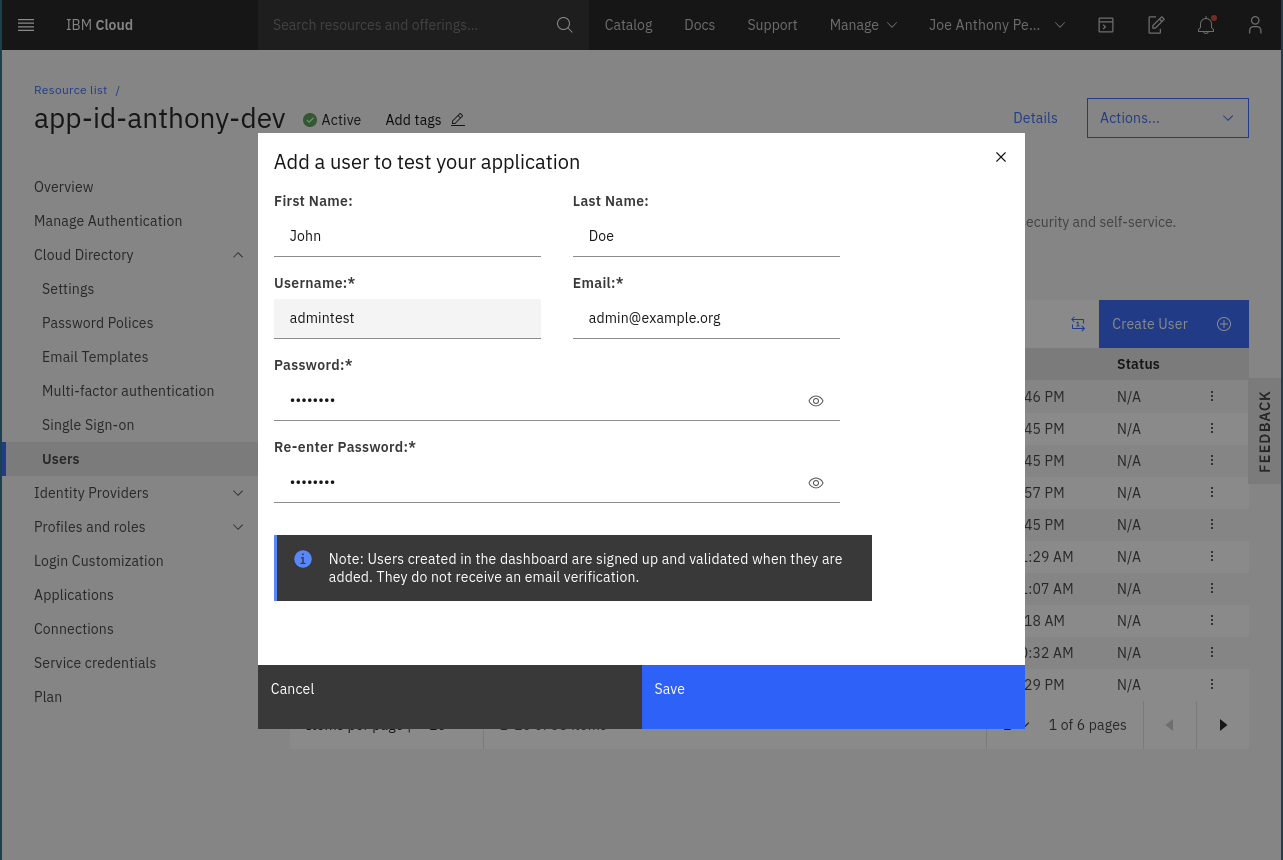 IBM Cloud
Search resources and offerings...
Catalog
Docs
Support
Manage
Joe Anthony Pe...
Resource list /
app-id-anthony-dev
Active
Add tags
Details
Actions...
Overview
Manage Authentication
Cloud Directory
Settings
Password Polices
Email Templates
Multi-factor authentication
Single Sign-on
Users
Identity Providers
Profiles and roles
Login Customization
Applications
Connections
Service credentials
Plan
Add a user to test your application
First Name:
Last Name:
John
Doe
Username:*
Email:*
admintest
admin@example.org
Password:*
••••••••
Re-enter Password:*
••••••••
Note: Users created in the dashboard are signed up and validated when they are
added. They do not receive an email verification.
Cancel
Save
ecurity and self-service.
Create User
Status
46 PM N/A
45 PM N/A
45 PM N/A
57 PM N/A
45 PM N/A
:29 AM N/A
:07 AM N/A
18 AM N/A
:32 AM N/A
29 PM N/A
1 of 6 pages
FEEDBACK